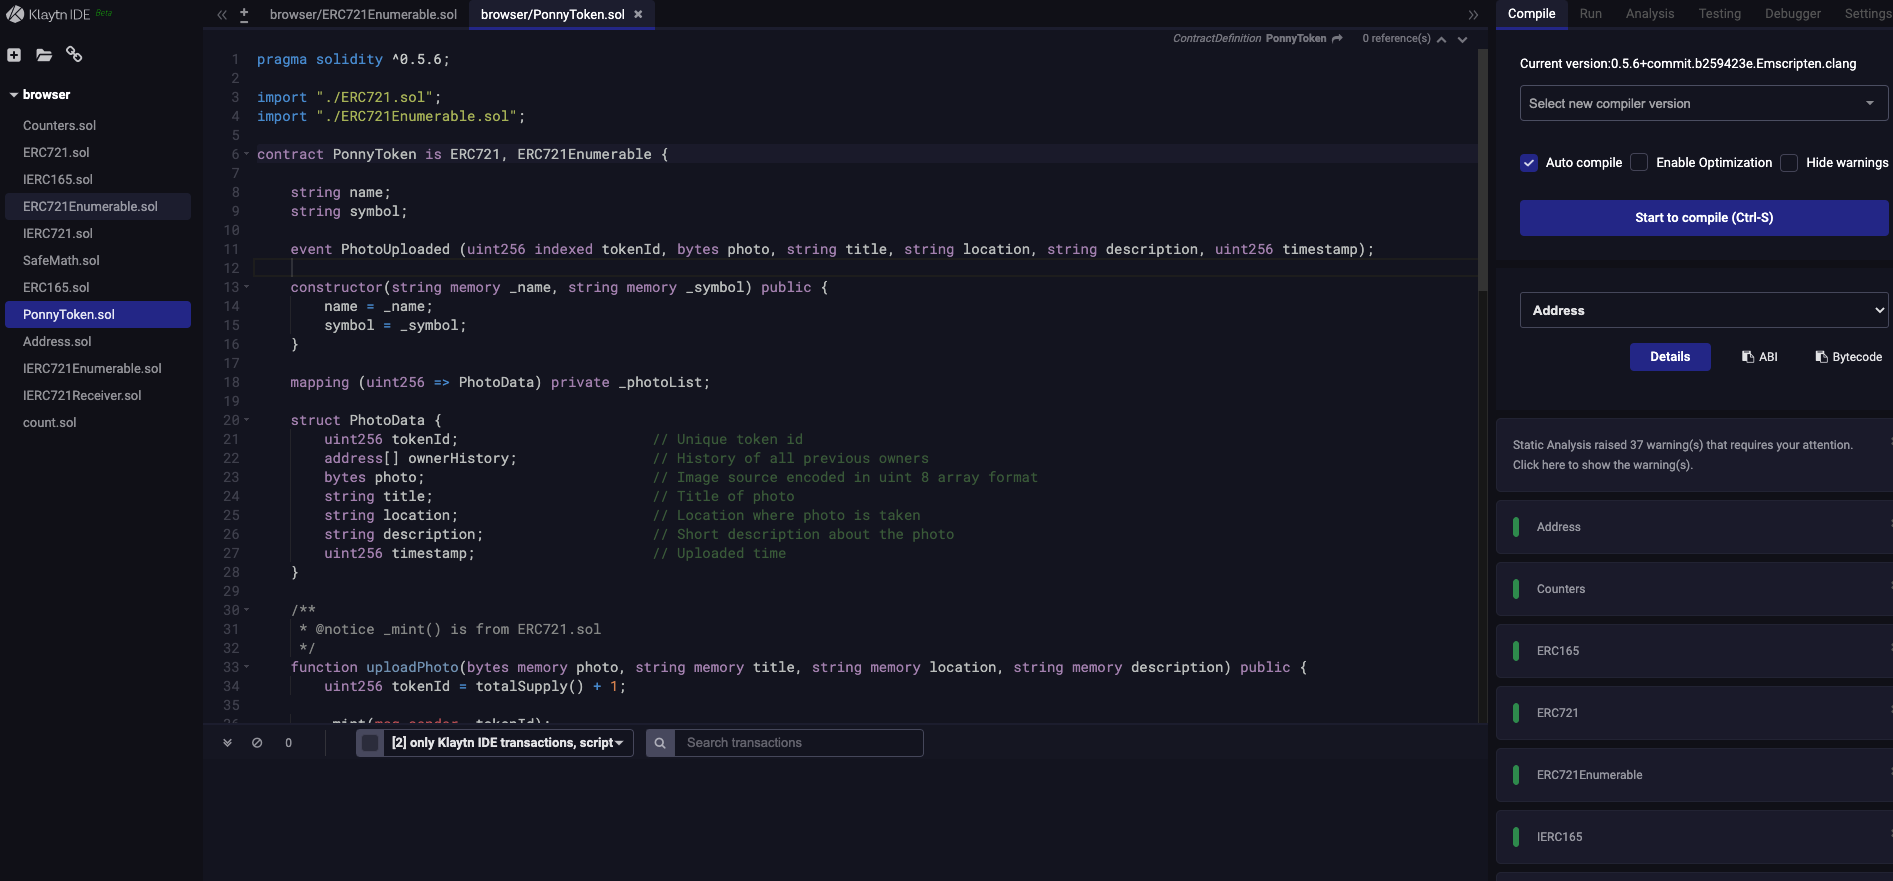 Klaytn IDE Beta
browser/ERC721Enumerable.sol
browser/PonnyToken.sol
ContractDefinition PonnyToken 0 reference(s)
browser
Counters.sol
ERC721.sol
IERC165.sol
ERC721Enumerable.sol
IERC721.sol
SafeMath.sol
ERC165.sol
PonnyToken.sol
Address.sol
IERC721Enumerable.sol
IERC721Receiver.sol
count.sol
1 pragma solidity ^0.5.6;
2
3 import "./ERC721.sol";
4 import "./ERC721Enumerable.sol";
5
6 contract PonnyToken is ERC721, ERC721Enumerable {
7
8 string name;
9 string symbol;
10
11 event PhotoUploaded (uint256 indexed tokenId, bytes photo, string title, string location, string description, uint256 timestamp);
12
13 constructor(string memory _name, string memory _symbol) public {
14 name = _name;
15 symbol = _symbol;
16 }
17
18 mapping (uint256 => PhotoData) private _photoList;
19
20 struct PhotoData {
21 uint256 tokenId; // Unique token id
22 address[] ownerHistory; // History of all previous owners
23 bytes photo; // Image source encoded in uint 8 array format
24 string title; // Title of photo
25 string location; // Location where photo is taken
26 string description; // Short description about the photo
27 uint256 timestamp; // Uploaded time
28 }
29
30 /**
31 * @notice _mint() is from ERC721.sol
32 */
33 function uploadPhoto(bytes memory photo, string memory title, string memory location, string memory description) public {
34 uint256 tokenId = totalSupply() + 1;
35
36 _mint(msg.sender, tokenId);
0
[2] only Klaytn IDE transactions, script
Search transactions
Compile
Run
Analysis
Testing
Debugger
Settings
Current version:0.5.6+commit.b259423e.Emscripten.clang
Select new compiler version
Auto compile
Enable Optimization
Hide warnings
Start to compile (Ctrl-S)
Address
Details
ABI
Bytecode
Static Analysis raised 37 warning(s) that requires your attention.
Click here to show the warning(s).
Address
Counters
ERC165
ERC721
ERC721Enumerable
IERC165